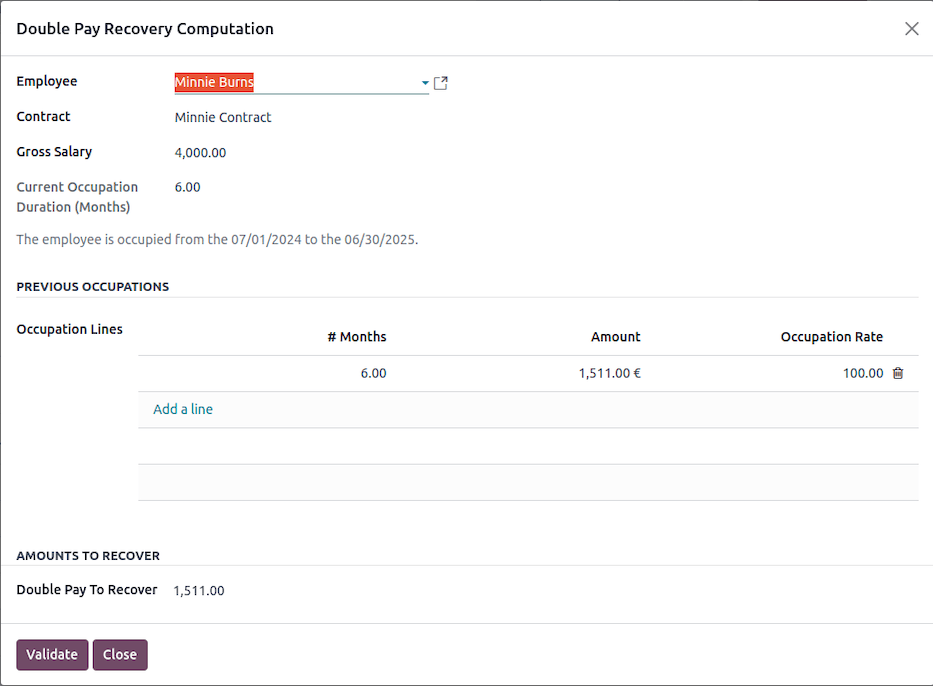 Double Pay Recovery Computation
Employee Minnie Burns
Contract Minnie Contract
Gross Salary 4,000.00
Current Occupation 6.00
Duration (Months)
The employee is occupied from the 07/01/2024 to the 06/30/2025.
PREVIOUS OCCUPATIONS
Occupation Lines
# Months Amount Occupation Rate
6.00 1,511.00 € 100.00
Add a line
AMOUNTS TO RECOVER
Double Pay To Recover 1,511.00
Validate Close